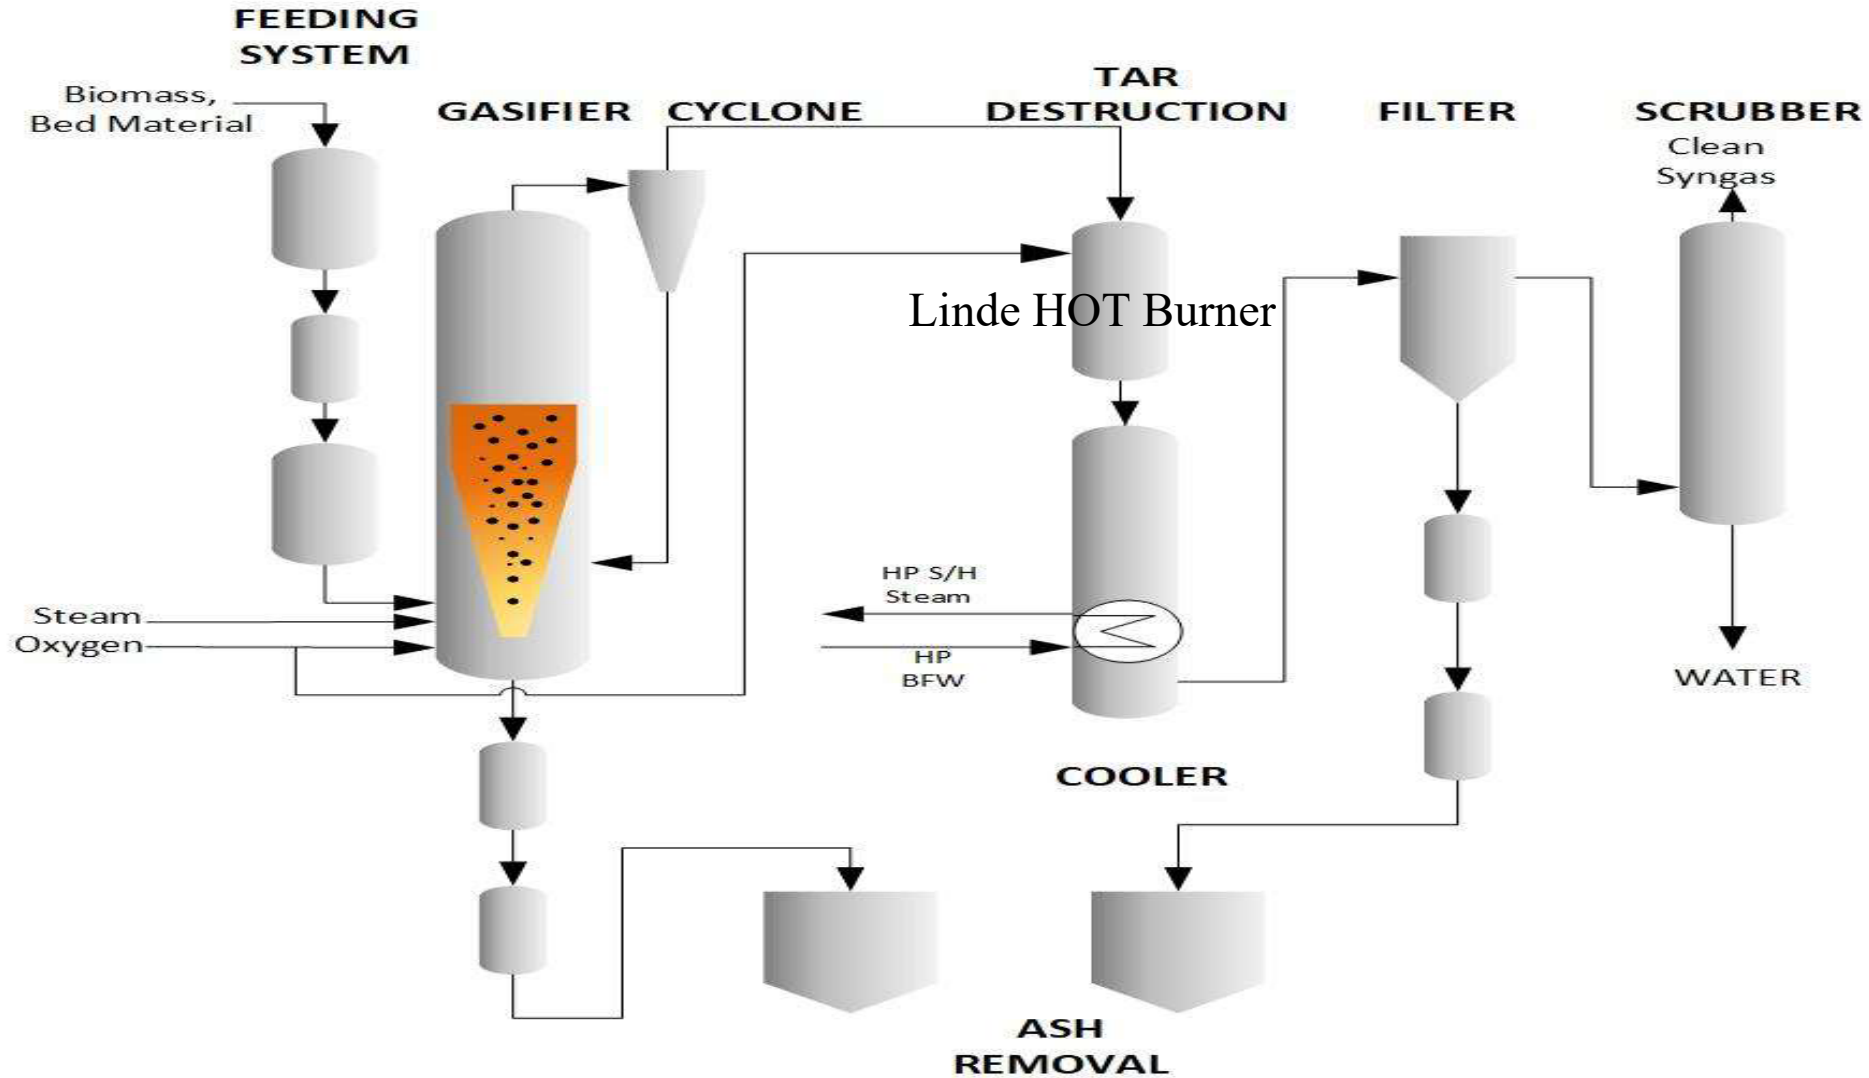 FEEDING
SYSTEM
Biomass,
Bed Material
GASIFIER
CYCLONE
TAR
DESTRUCTION
FILTER
SCRUBBER
Clean
Syngas
Linde HOT Burner
HP S/H
Steam
HP
BFW
Steam
Oxygen
WATER
COOLER
ASH
REMOVAL